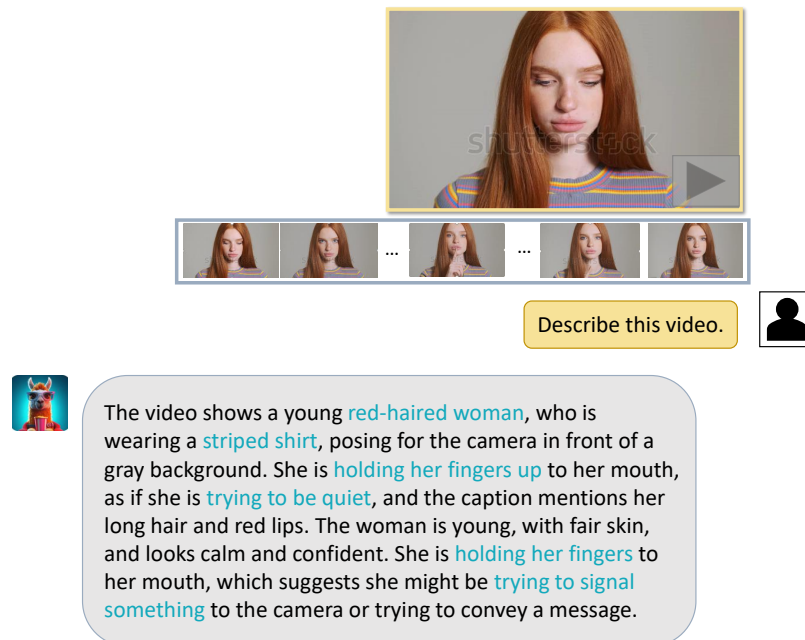 shutterstock
... ...
Describe this video.
The video shows a young red-haired woman, who is
wearing a striped shirt, posing for the camera in front of a
gray background. She is holding her fingers up to her mouth,
as if she is trying to be quiet, and the caption mentions her
long hair and red lips. The woman is young, with fair skin,
and looks calm and confident. She is holding her fingers to
her mouth, which suggests she might be trying to signal
something to the camera or trying to convey a message.